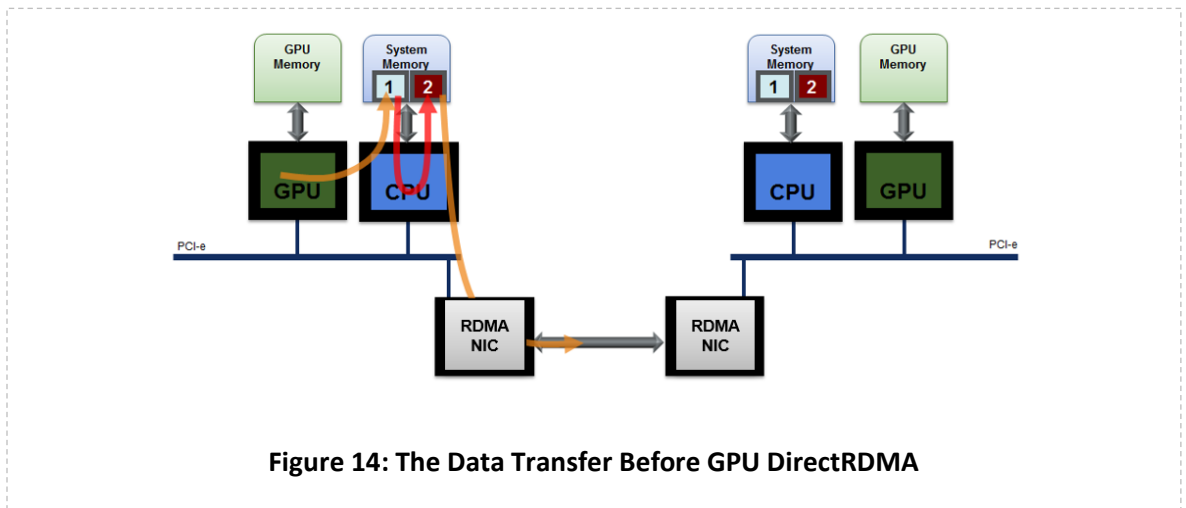 GPU
Memory
System
Memory
1 2
System
Memory
1 2
GPU
Memory
GPU
CPU
CPU
GPU
PCI-e
PCI-e
RDMA
NIC
RDMA
NIC
Figure 14: The Data Transfer Before GPU DirectRDMA